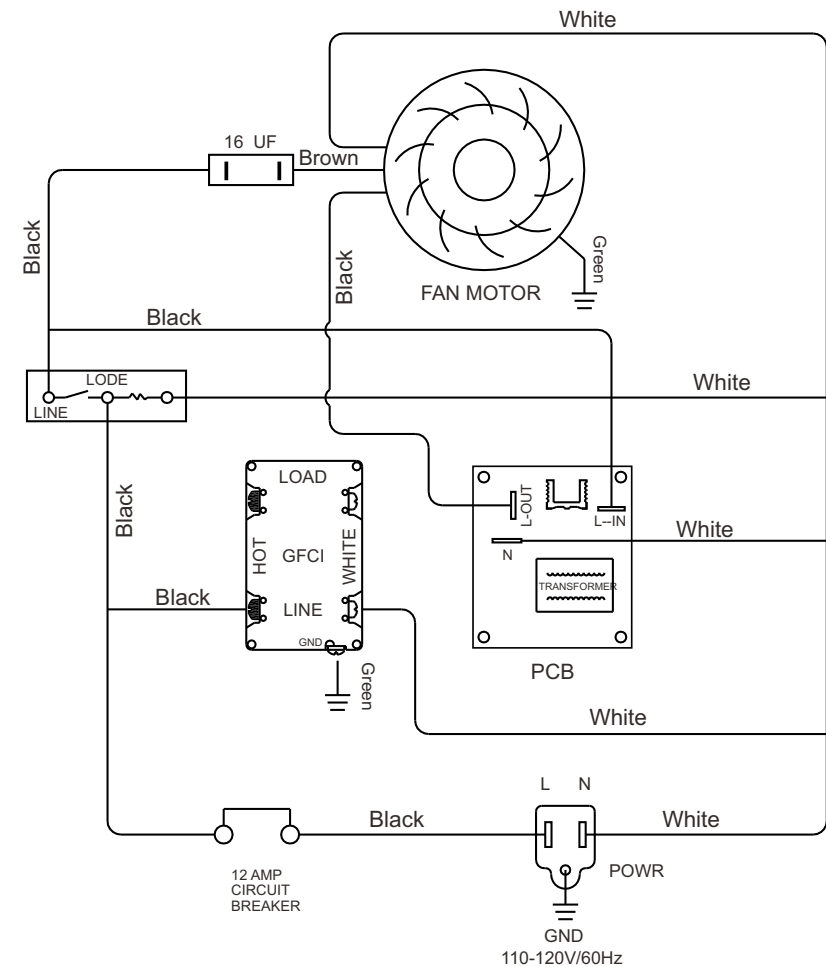 White
16 UF
Brown
Black
Black
Green
FAN MOTOR
Black
LODE
White
LINE
LOAD
Black
HOT
GFCI
WHITE
L-OUT
L--IN
White
N
TRANSFORMER
Black
LINE
GND
Green
PCB
White
L N
Black
White
12 AMP
CIRCUIT
BREAKER
POWR
GND
110-120V/60Hz